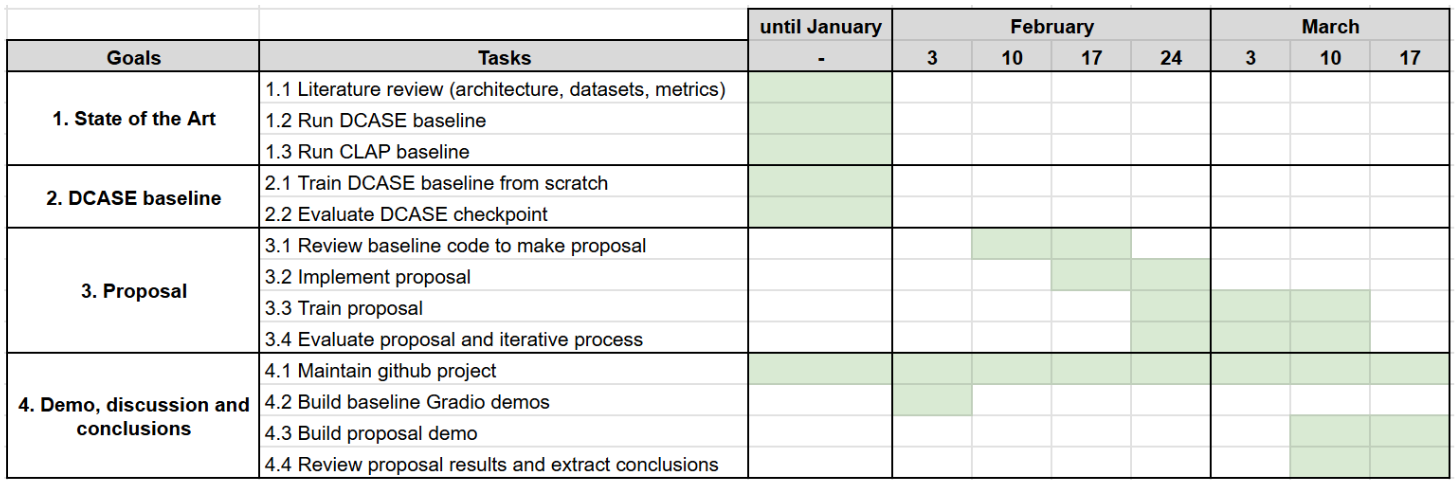 until January February March
Goals Tasks - 3 10 17 24 3 10 17
1. State of the Art
1.1 Literature review (architecture, datasets, metrics)
1.2 Run DCASE baseline
1.3 Run CLAP baseline
2. DCASE baseline
2.1 Train DCASE baseline from scratch
2.2 Evaluate DCASE checkpoint
3. Proposal
3.1 Review baseline code to make proposal
3.2 Implement proposal
3.3 Train proposal
3.4 Evaluate proposal and iterative process
4. Demo, discussion and
conclusions
4.1 Maintain github project
4.2 Build baseline Gradio demos
4.3 Build proposal demo
4.4 Review proposal results and extract conclusions